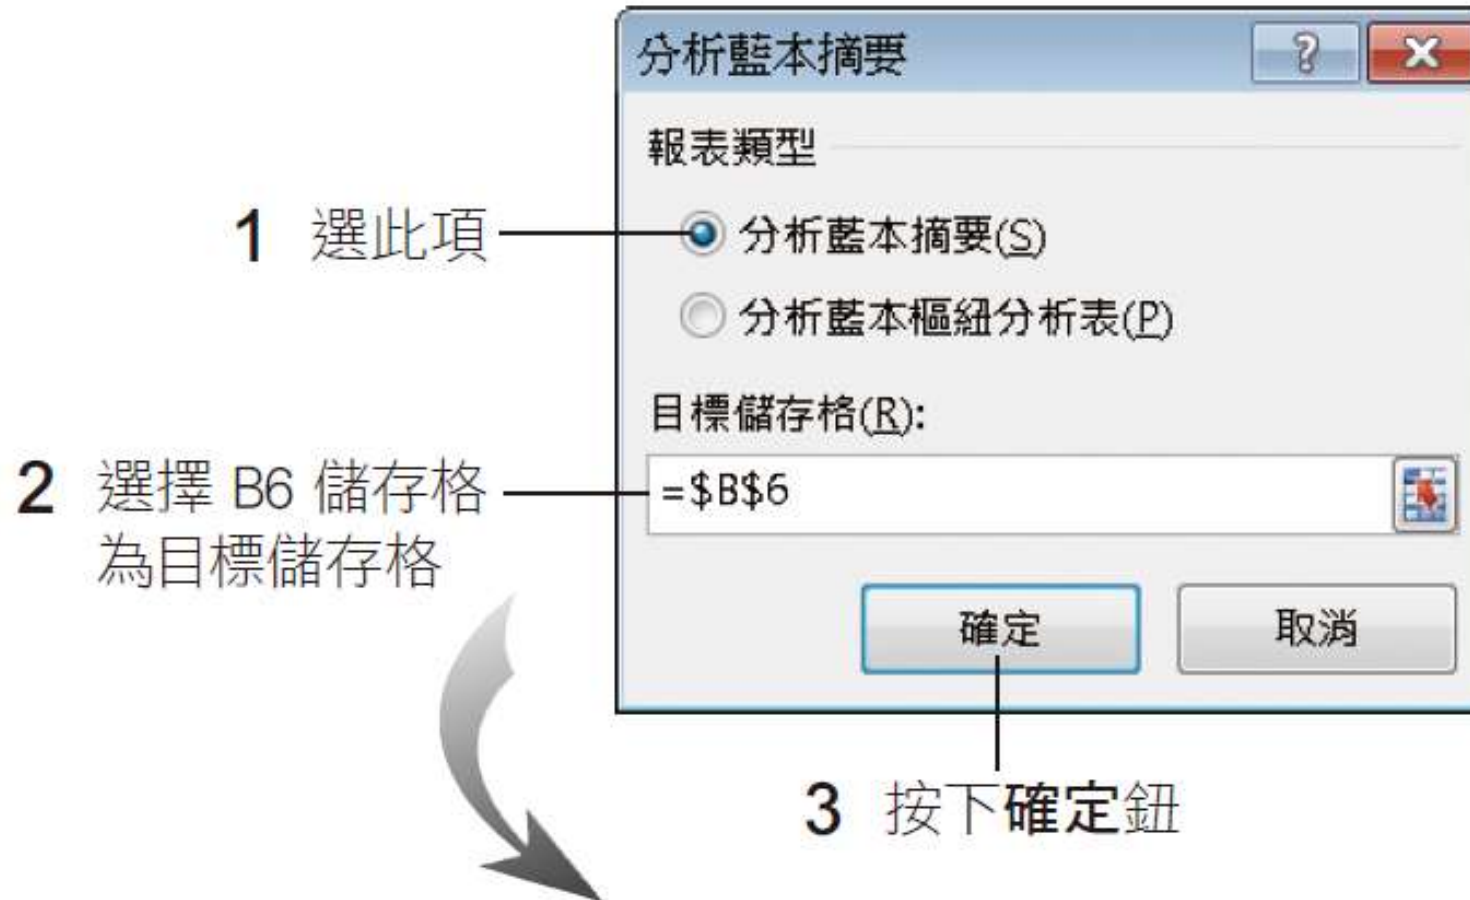 分析藍本摘要
報表類型
1 選此項
分析藍本摘要(S)
分析藍本樞紐分析表(P)
目標儲存格(R):
2 選擇 B6 儲存格
為目標儲存格
=$B$6
確定
取消
3 按下確定鈕